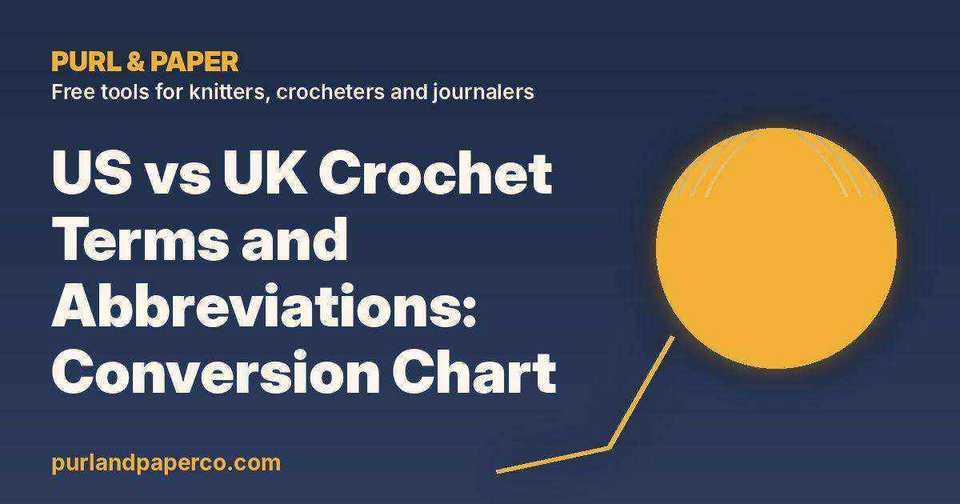 PURL & PAPER
Free tools for knitters, crocheters and journalers
US vs UK Crochet
Terms and
Abbreviations:
Conversion Chart
purlandpaperco.com